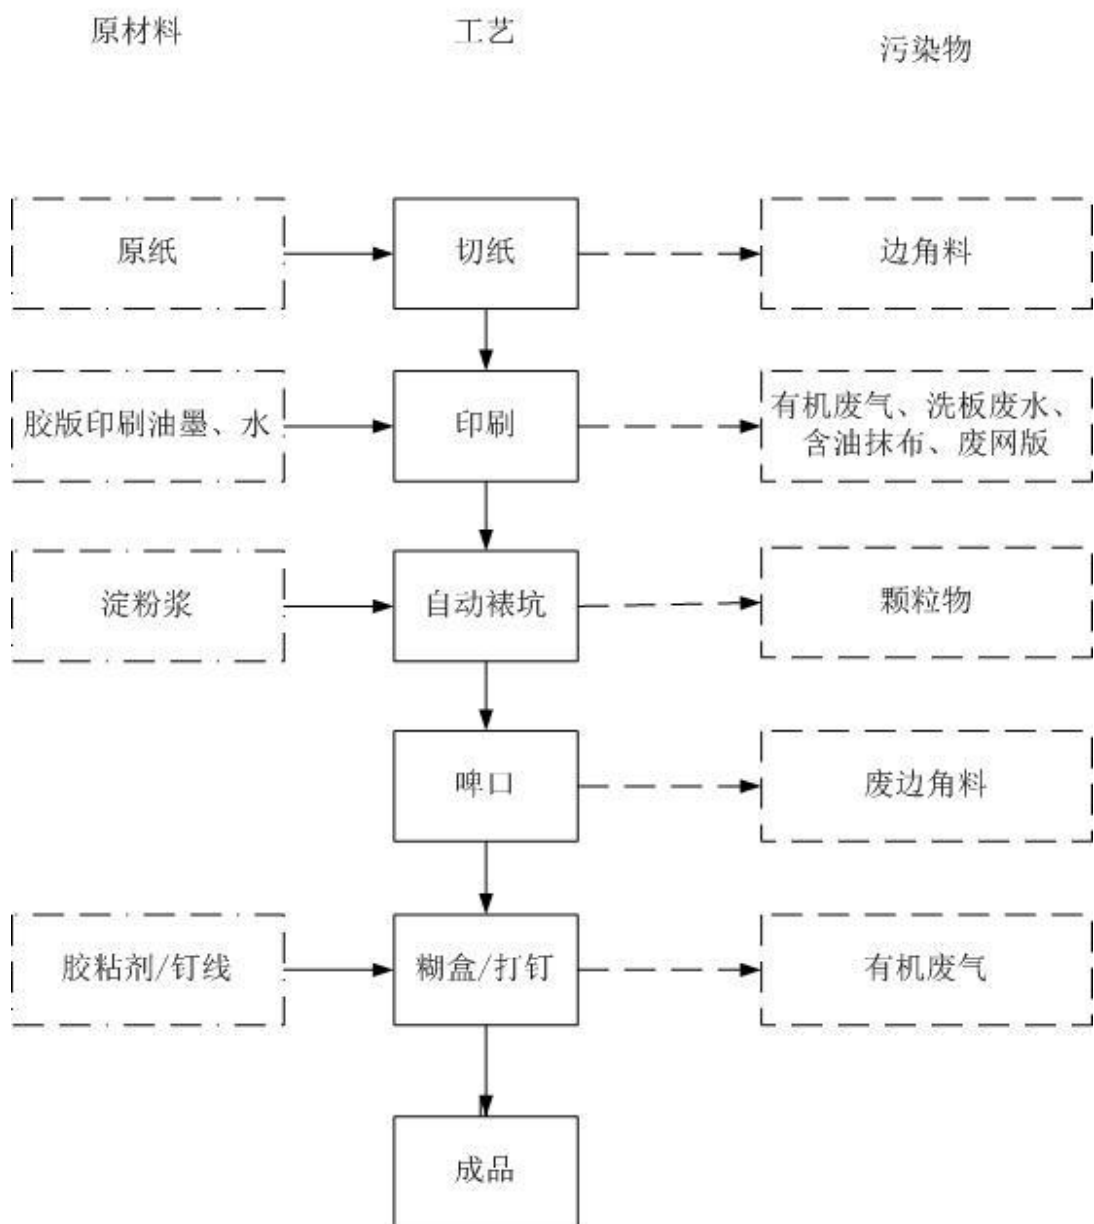 原材料
工艺
污染物
原纸
切纸
边角料
胶版印刷油墨、水
印刷
有机废气、洗板废水、
含油抹布、废网版
淀粉浆
自动裱坑
颗粒物
啤口
废边角料
胶粘剂/钉线
糊盒/打钉
有机废气
成品